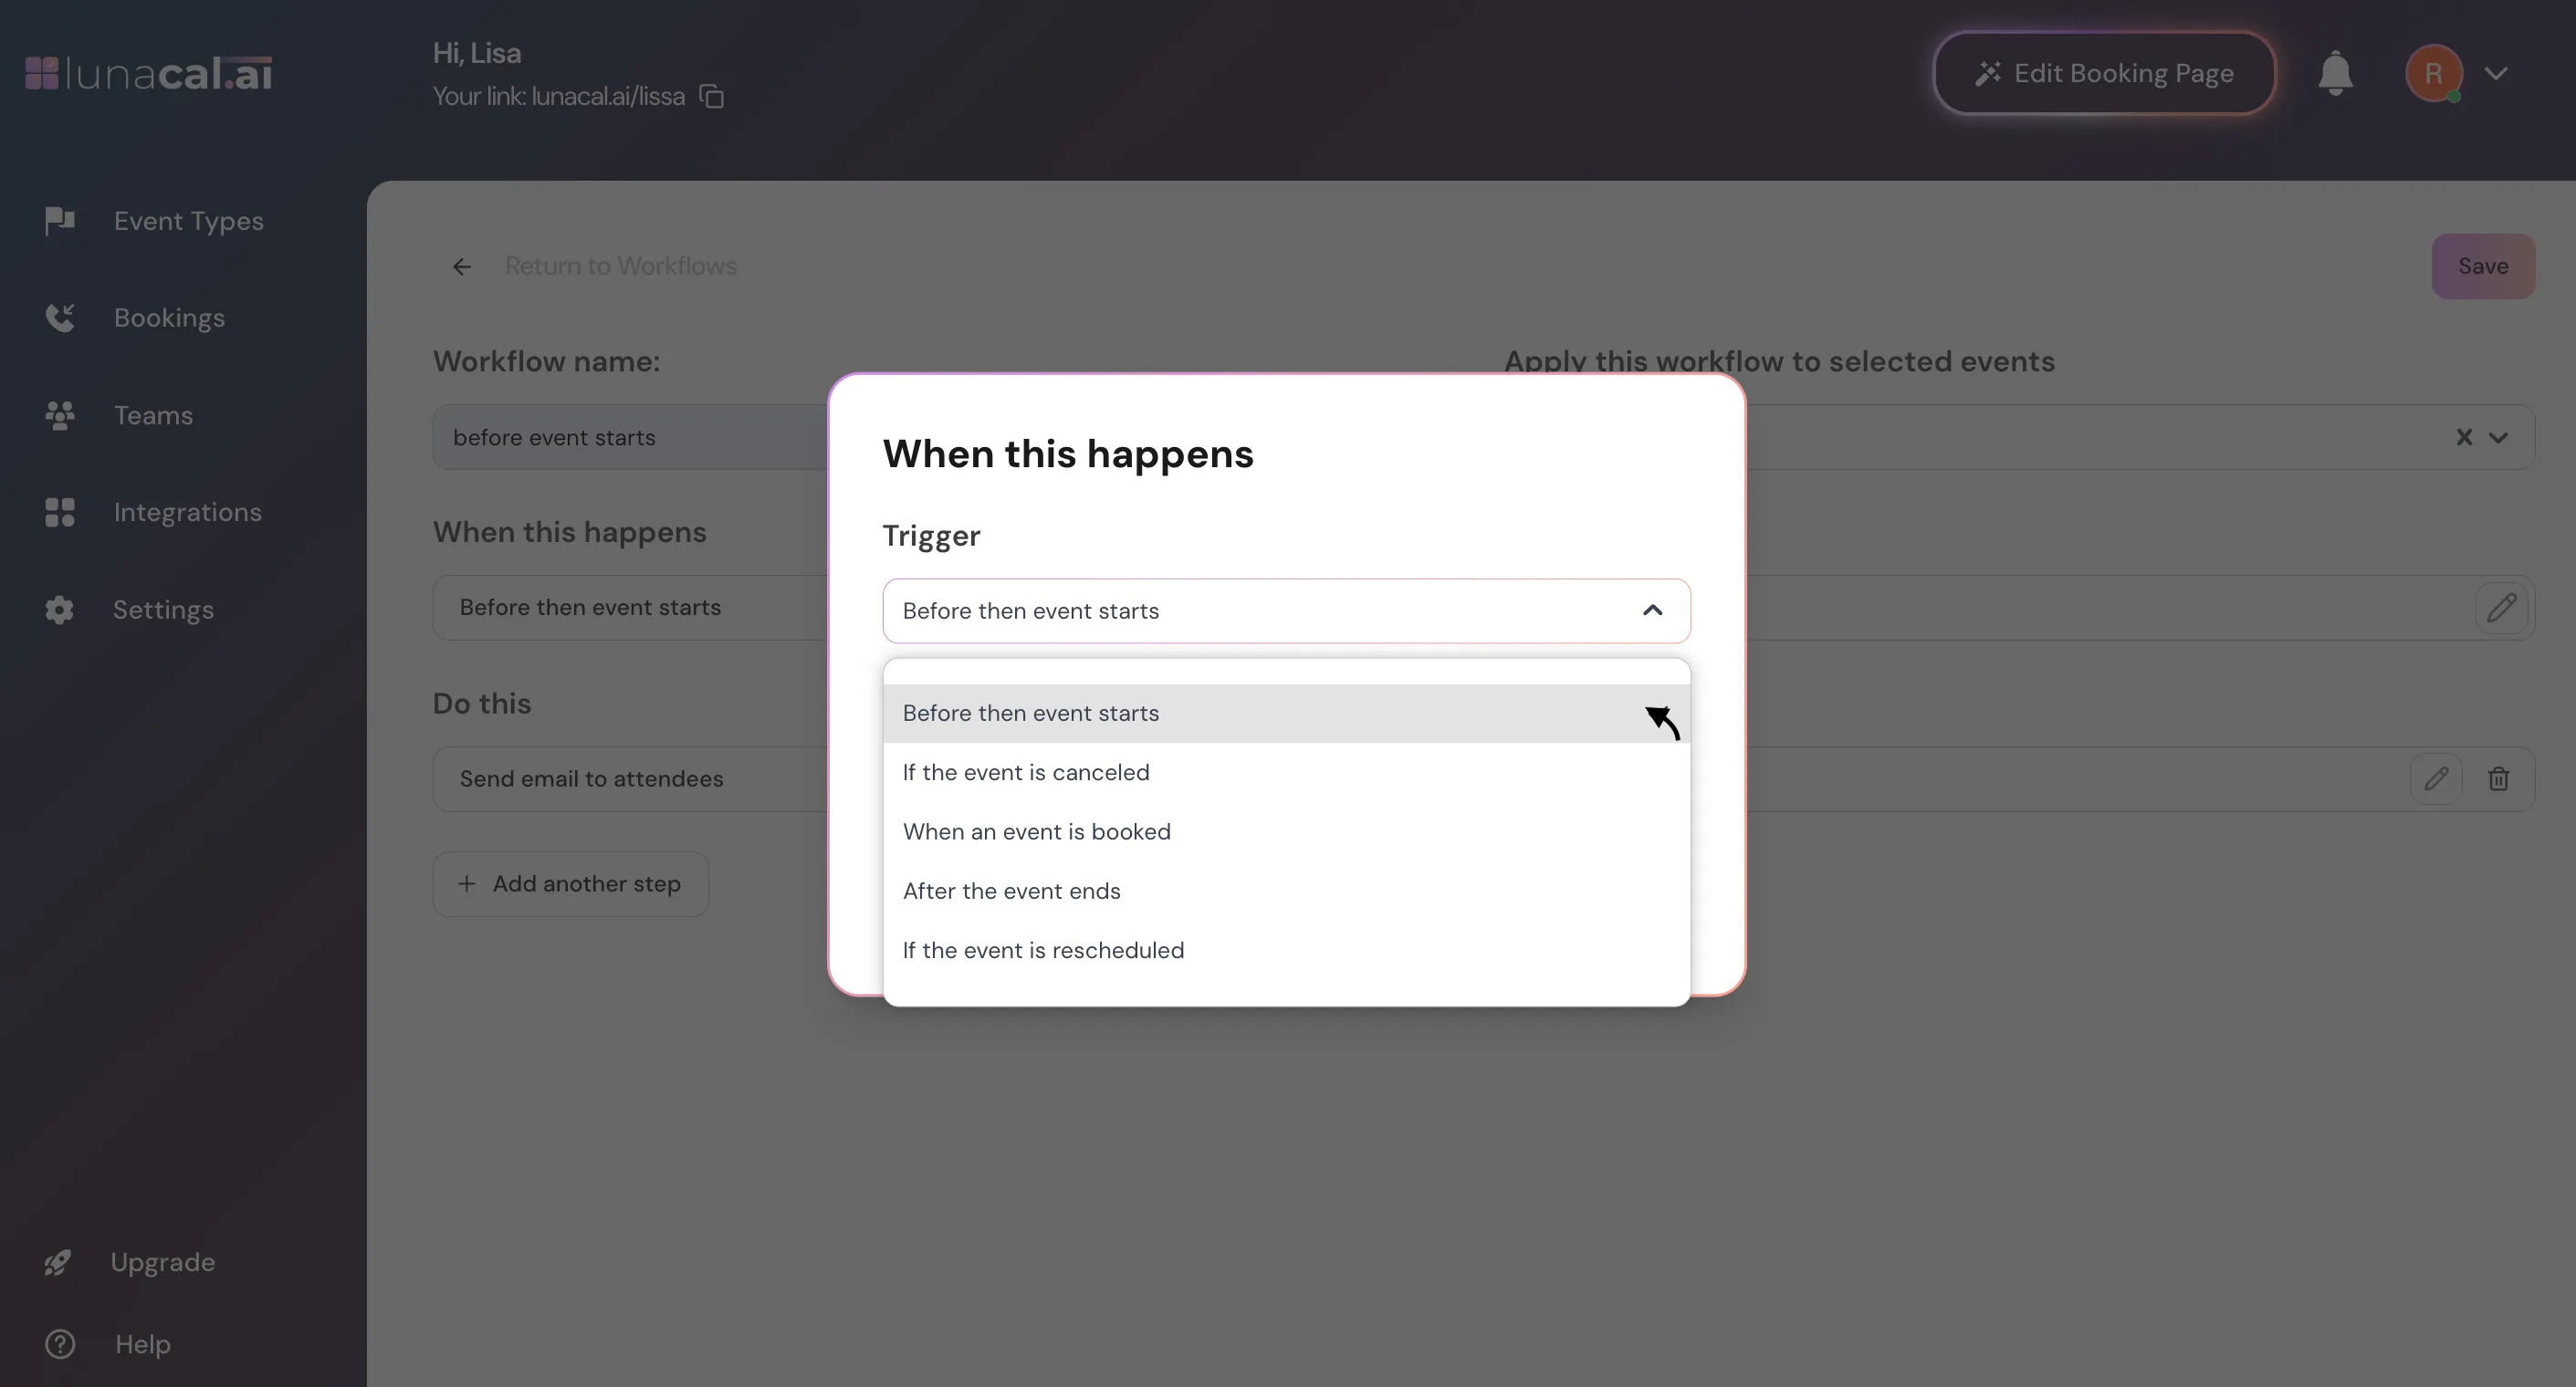 lunacal.ai
Hi, Lisa
Your link: lunacal.ai/lissa
Edit Booking Page
R
Event Types
Bookings
Teams
Integrations
Settings
Upgrade
Help
Return to Workflows
Save
Workflow name:
before event starts
Apply this workflow to selected events
When this happens
Before then event starts
Do this
Send email to attendees
Add another step
When this happens
Trigger
Before then event starts
Before then event starts
If the event is canceled
When an event is booked
After the event ends
If the event is rescheduled